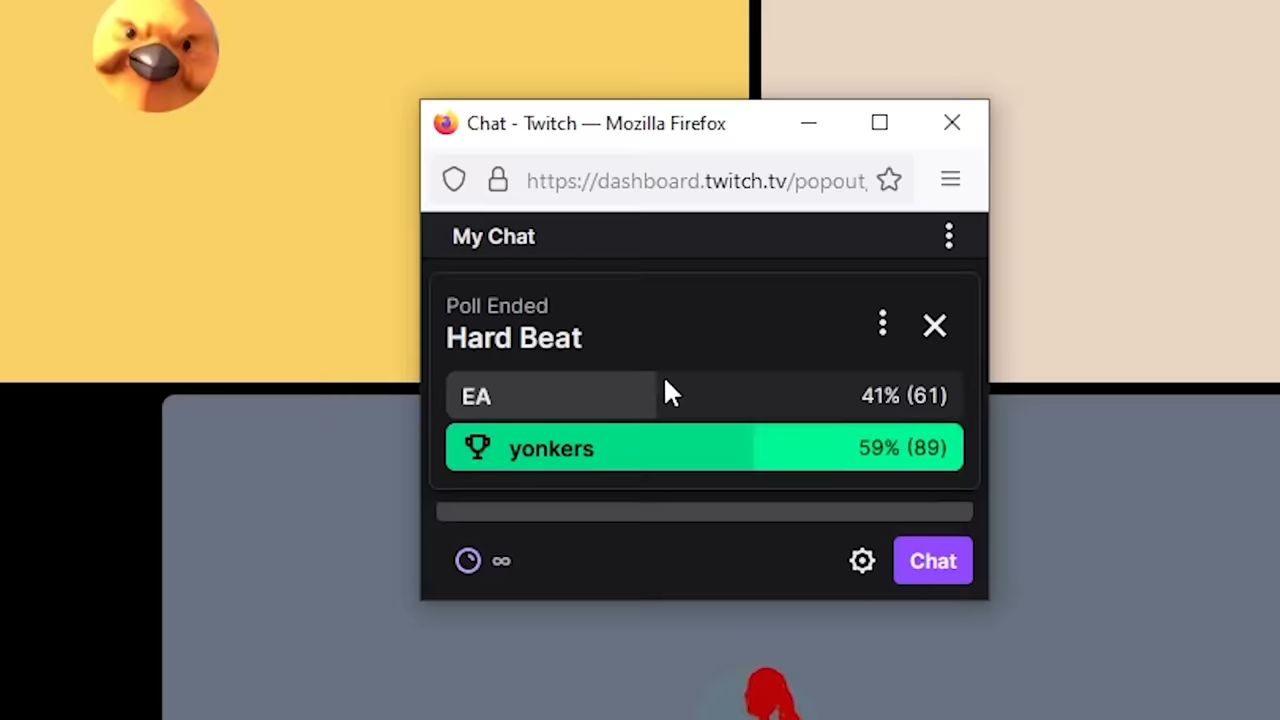 Chat - Twitch — Mozilla Firefox
https://dashboard.twitch.tv/popout
My Chat
Poll Ended
Hard Beat
EA 41% (61)
yonkers 59% (89)
∞
Chat